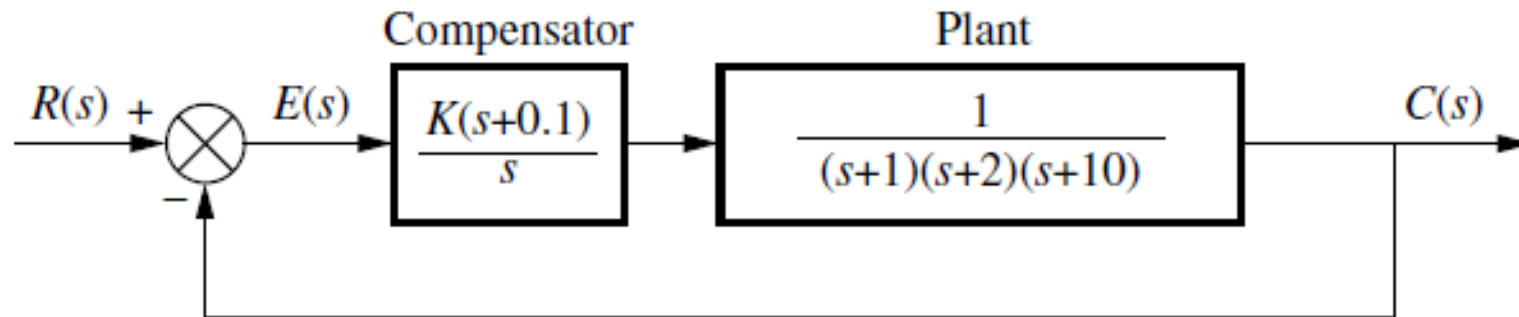 Compensator
Plant
R(s) +
E(s)
K(s+0.1)
s
1
(s+1)(s+2)(s+10)
C(s)
−